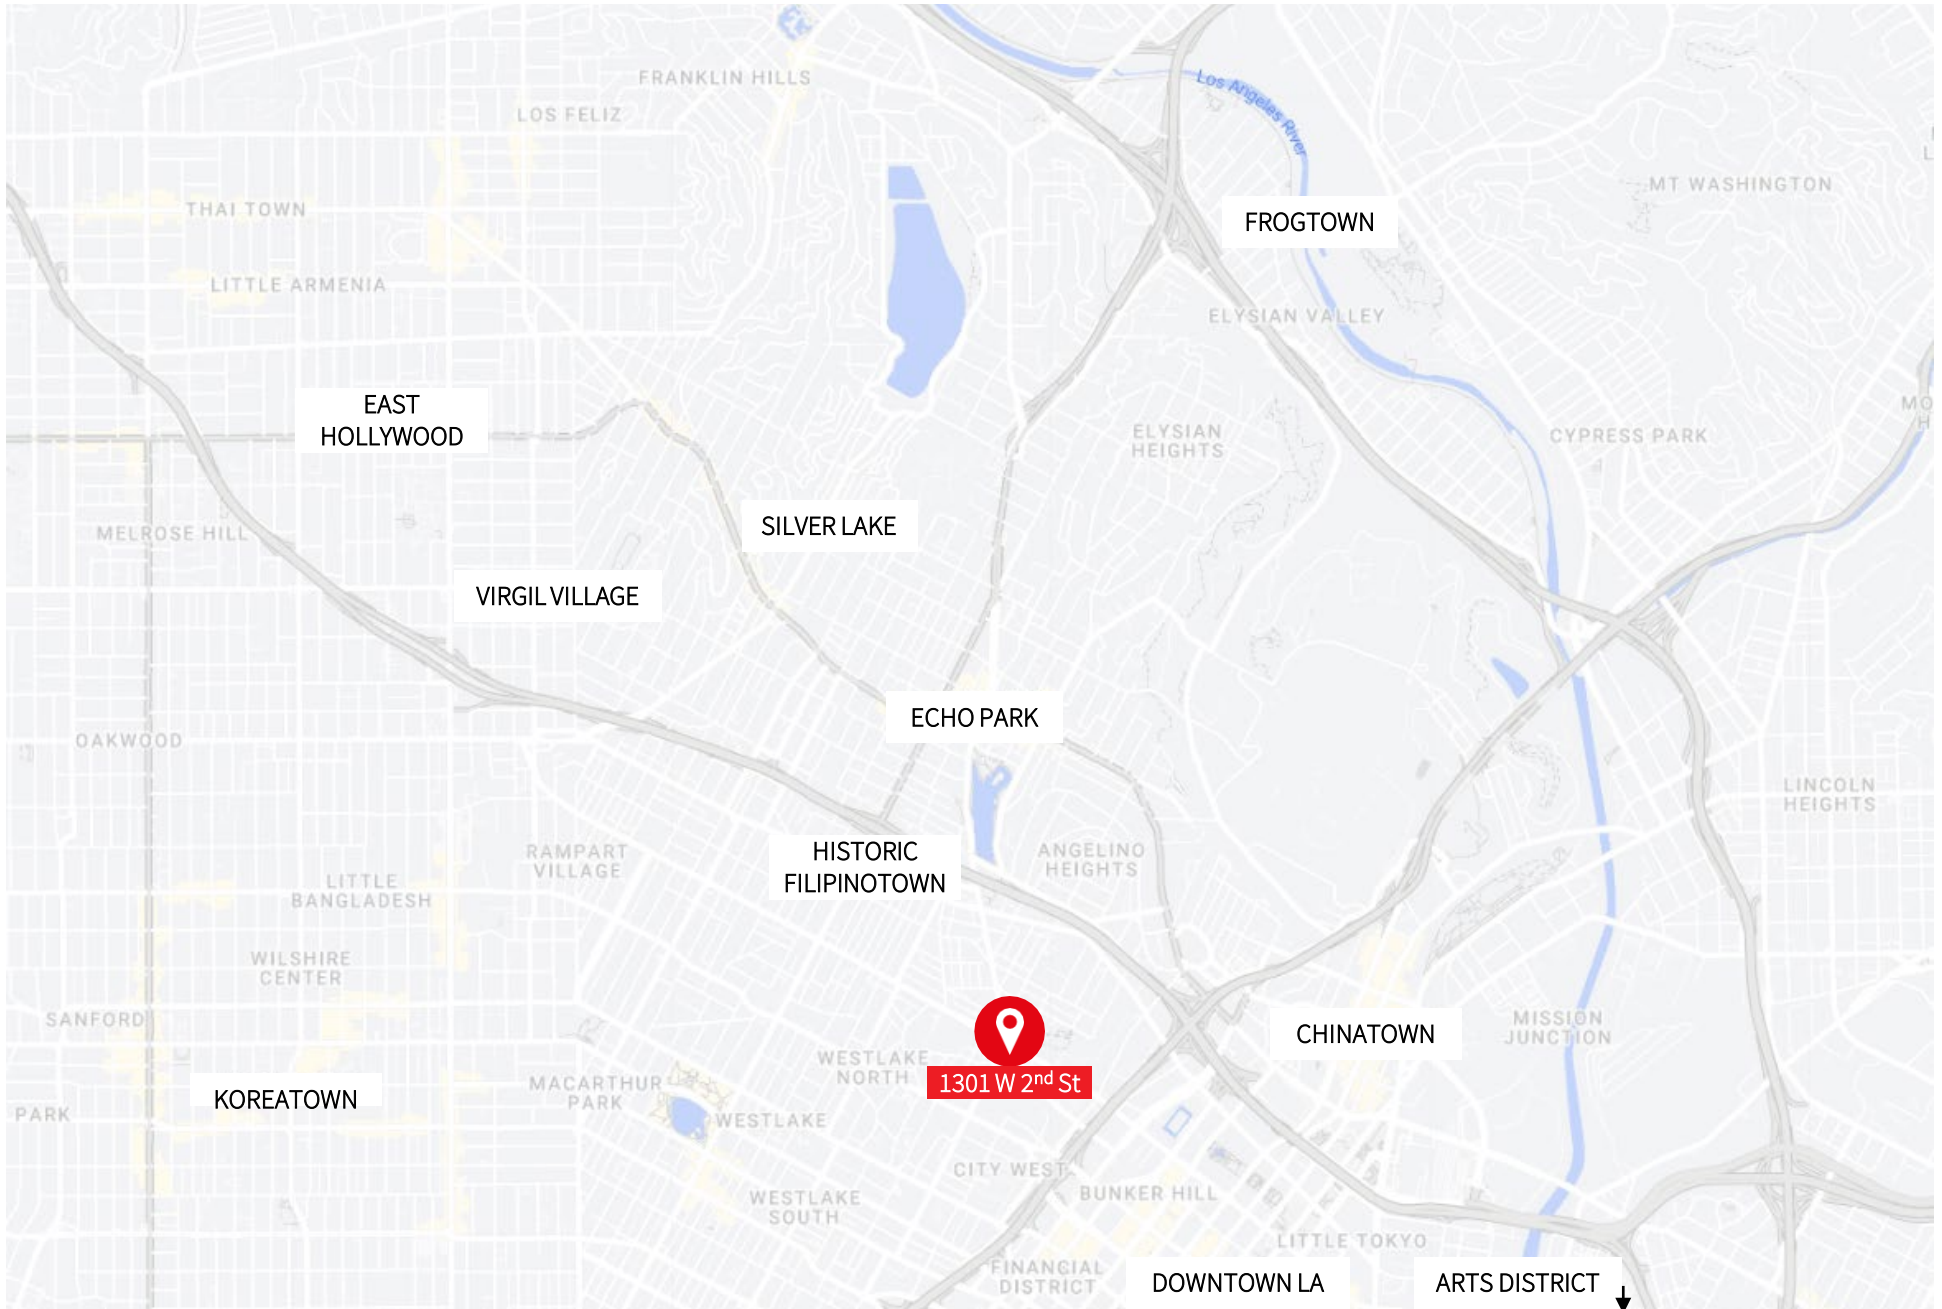 FRANKLIN HILLS
LOS FELIZ
Los Angeles River
MT WASHINGTON
THAI TOWN
FROGTOWN
LITTLE ARMENIA
ELYSIAN VALLEY
EAST
HOLLYWOOD
ELYSIAN
HEIGHTS
CYPRESS PARK
MELROSE HILL
SILVER LAKE
VIRGIL VILLAGE
ECHO PARK
OAKWOOD
LINCOLN
HEIGHTS
RAMPART
VILLAGE
HISTORIC
FILIPINOTOWN
ANGELINO
HEIGHTS
LITTLE
BANGLADESH
WILSHIRE
CENTER
SANFORD
CHINATOWN
MISSION
JUNCTION
WESTLAKE
NORTH
1301 W 2nd St
KOREATOWN
MACARTHUR
PARK
PARK
WESTLAKE
CITY WEST
BUNKER HILL
WESTLAKE
SOUTH
LITTLE TOKYO
FINANCIAL
DISTRICT
DOWNTOWN LA
ARTS DISTRICT